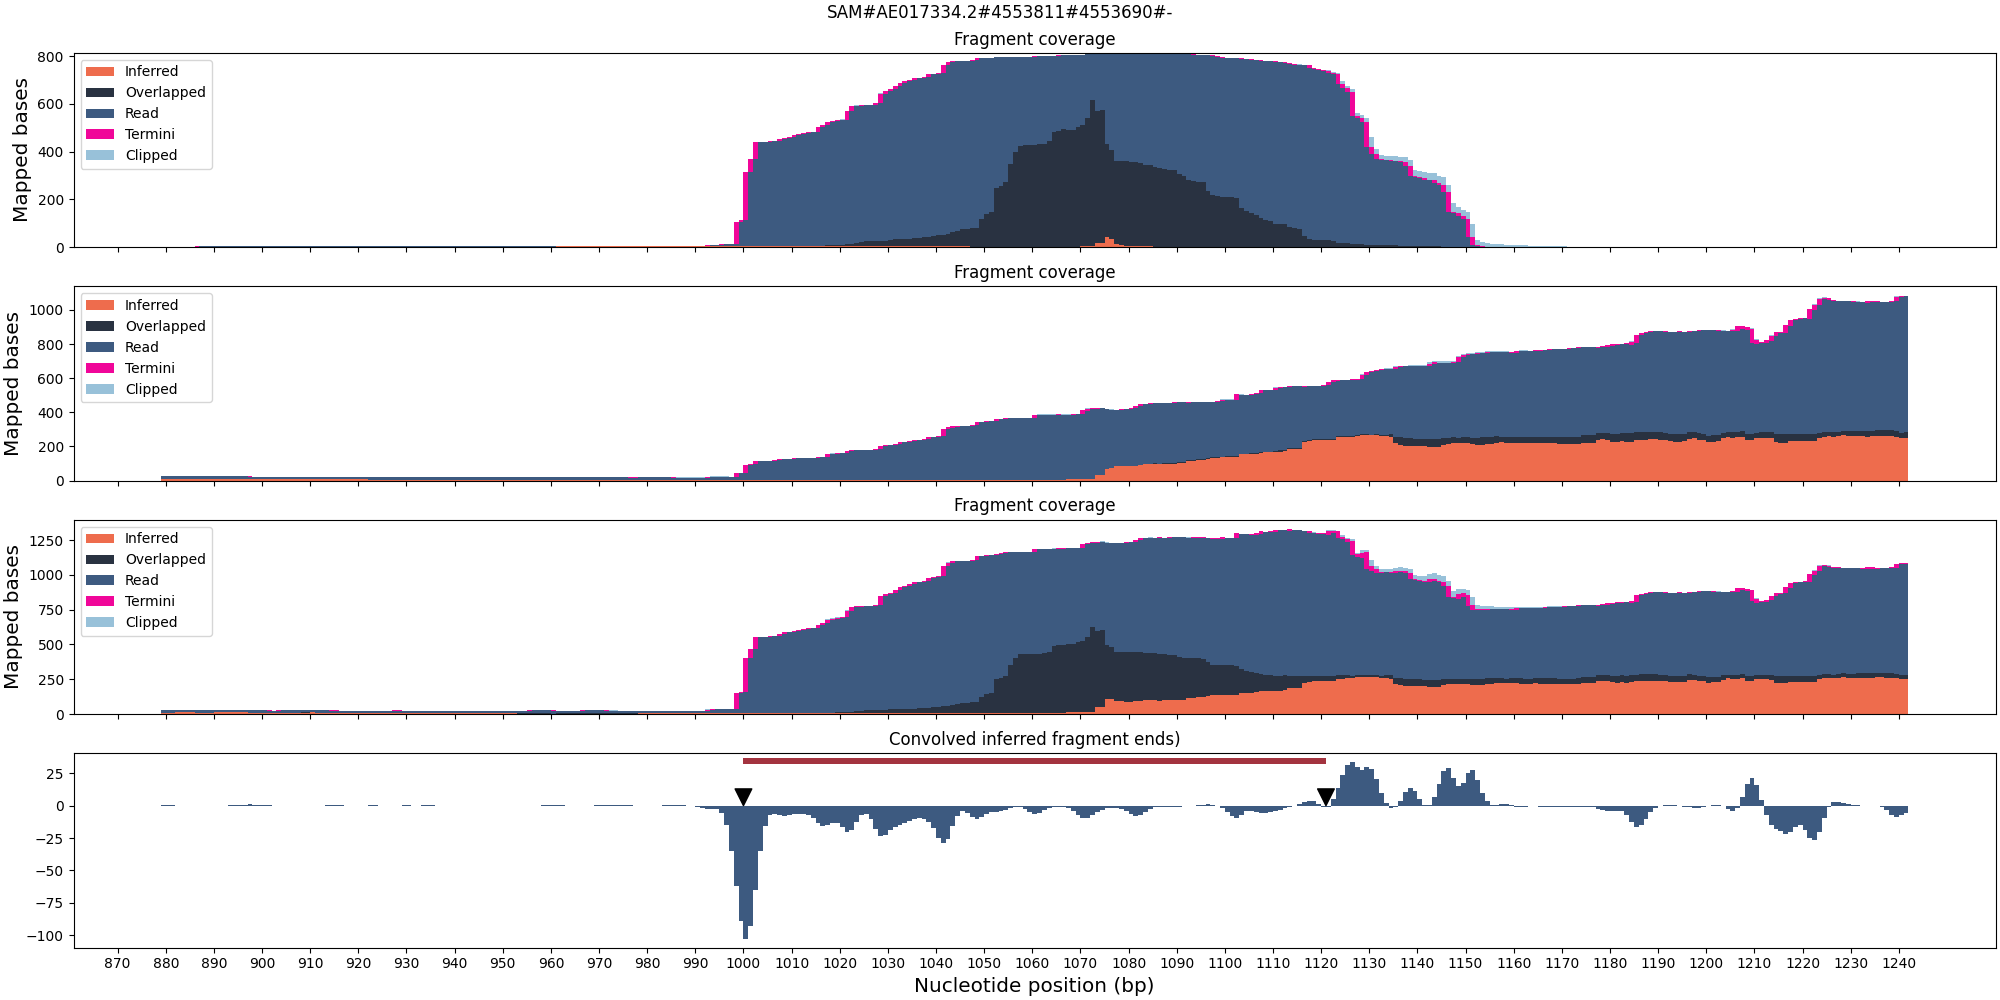 SAM#AE017334.2#4553811#4553690#-
Fragment coverage
Mapped bases
800
600
400
200
0
Inferred
Overlapped
Read
Termini
Clipped
Fragment coverage
Mapped bases
1000
800
600
400
200
0
Inferred
Overlapped
Read
Termini
Clipped
Fragment coverage
Mapped bases
1250
1000
750
500
250
0
Inferred
Overlapped
Read
Termini
Clipped
Convolved inferred fragment ends)
25
0
−25
−50
−75
−100
870 880 890 900 910 920 930 940 950 960 970 980 990 1000 1010 1020 1030 1040 1050 1060 1070 1080 1090 1100 1110 1120 1130 1140 1150 1160 1170 1180 1190 1200 1210 1220 1230 1240
Nucleotide position (bp)